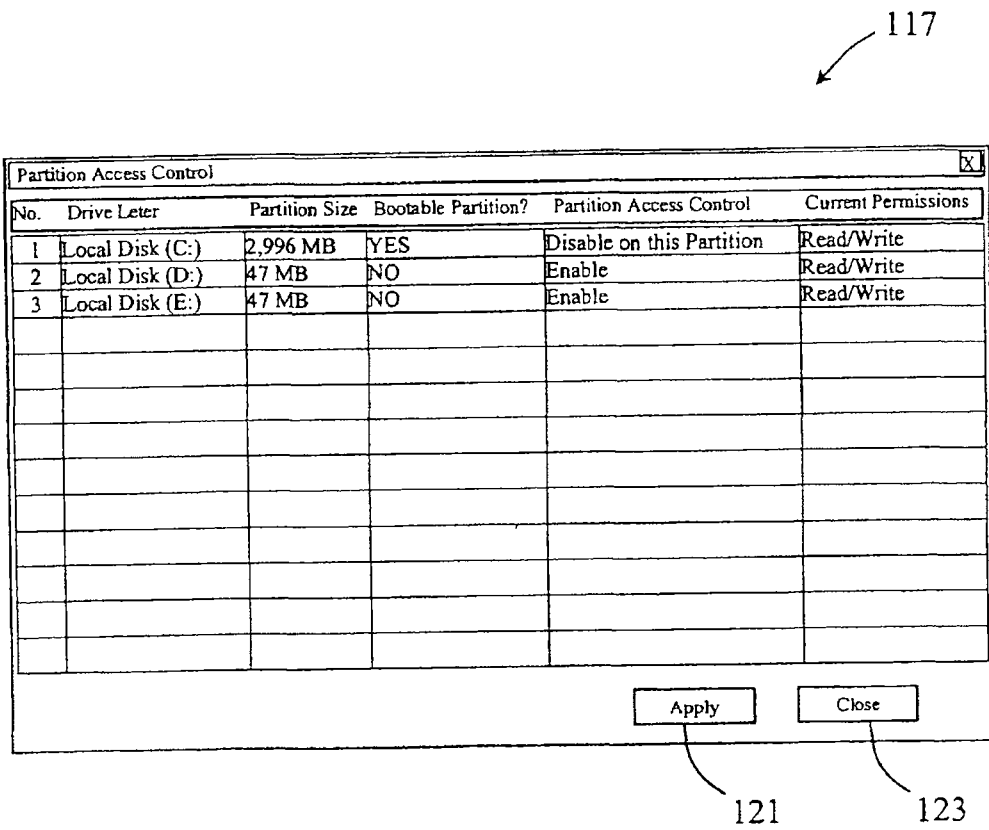 117
Partition Access Control X
No. Drive Leter Partition Size Bootable Partition? Partition Access Control Current Permissions
1 Local Disk (C:) 2,996 MB YES Disable on this Partition Read/Write
2 Local Disk (D:) 47 MB NO Enable Read/Write
3 Local Disk (E:) 47 MB NO Enable Read/Write
Apply Close
121 123